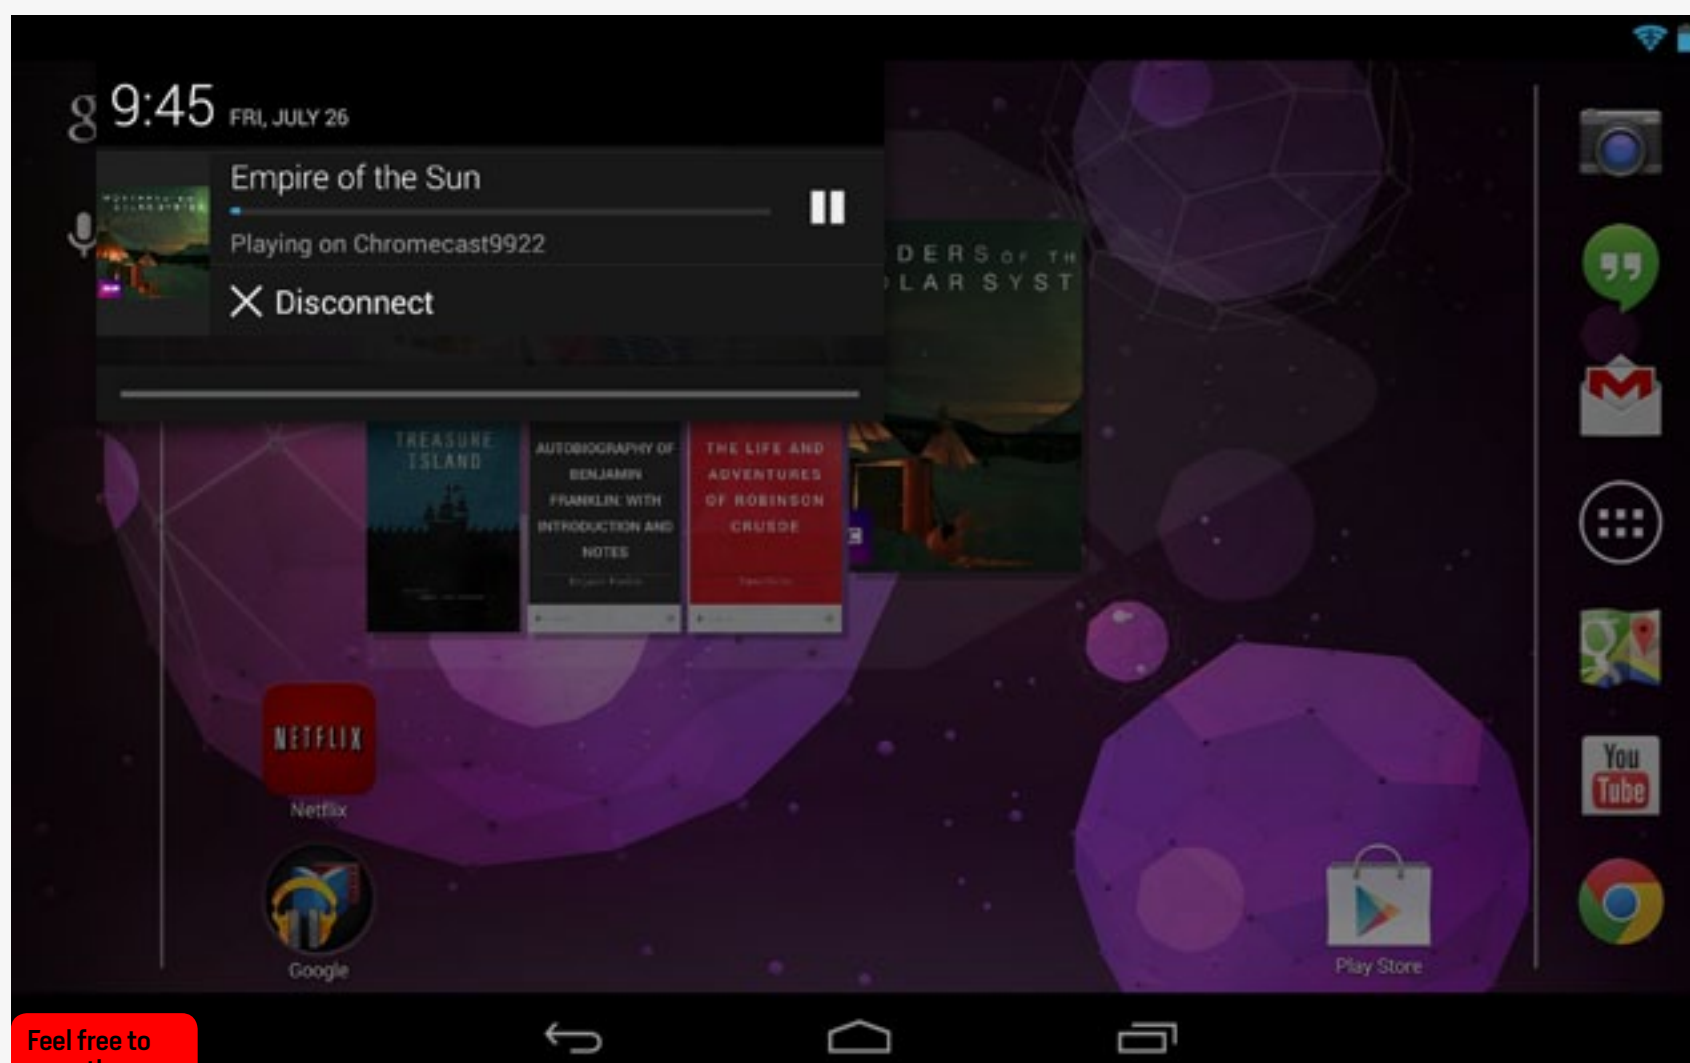 g
9:45 FRI, JULY 26
Empire of the Sun
Playing on Chromecast9922
Disconnect
DERS OF TH
LAR SYST
TREASURE
ISLAND
AUTOBIOGRAPHY OF
BENJAMIN
FRANKLIN: WITH
INTRODUCTION AND
NOTES
THE LIFE AND
ADVENTURES
OF ROBINSON
CRUSOE
NETFLIX
Netflix
Google
Play Store
You
Tube
Feel free to